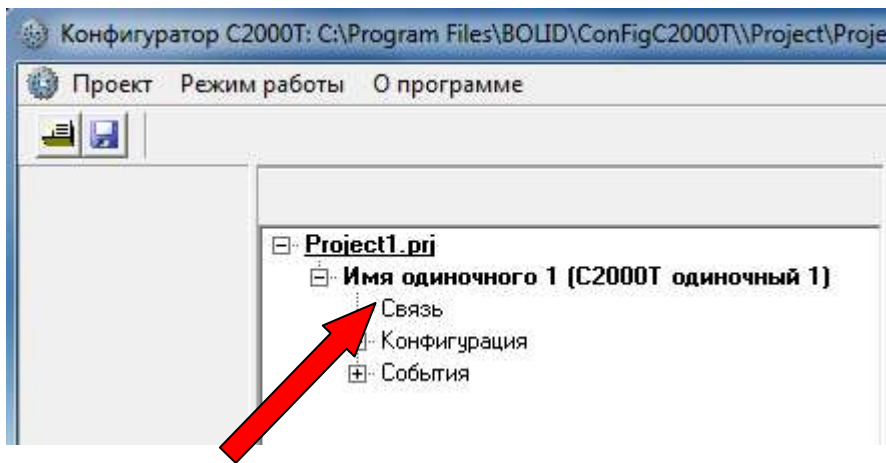 Конфигуратор С2000Т: C:\Program Files\BOLID\ConFigC2000T\\Project\Proje
Проект Режим работы О программе
Project1.prj
Имя одиночного 1 (С2000Т одиночный 1)
Связь
Конфигурация
События